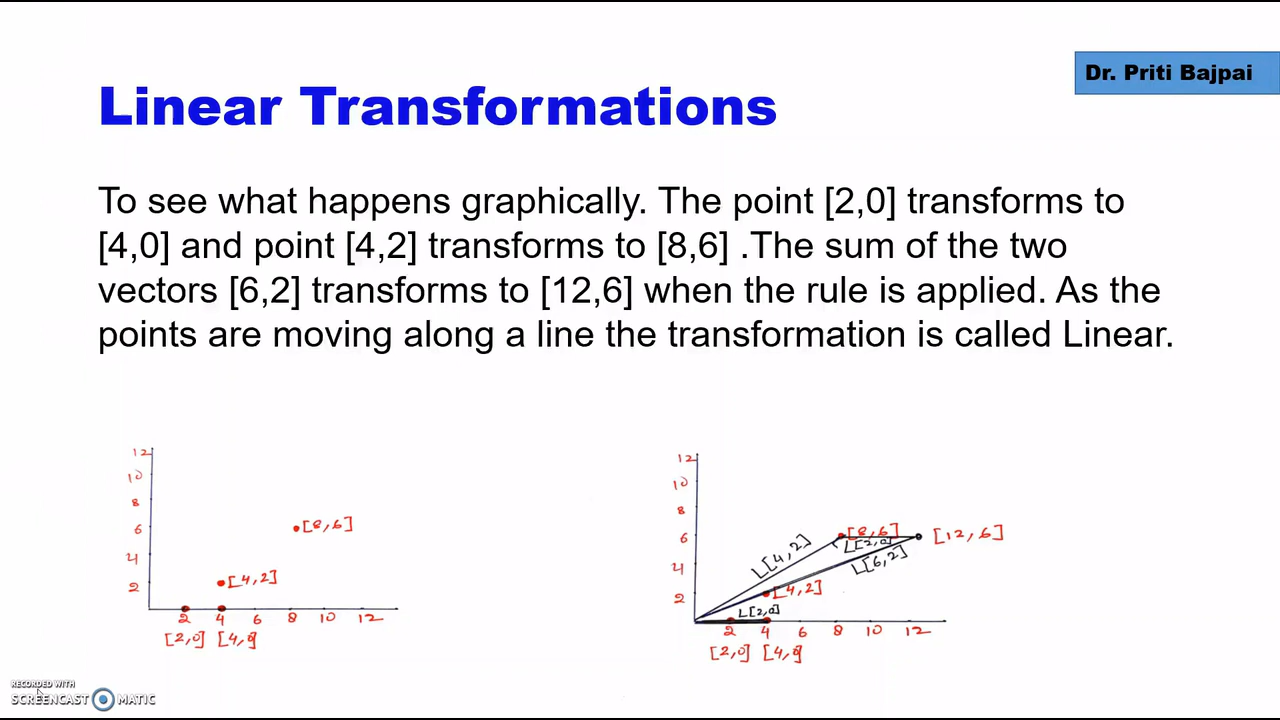 Dr. Priti Bajpai
Linear Transformations
To see what happens graphically. The point [2,0] transforms to
[4,0] and point [4,2] transforms to [8,6] .The sum of the two
vectors [6,2] transforms to [12,6] when the rule is applied. As the
points are moving along a line the transformation is called Linear.
12
10
8
6
4
2
[8,6]
[4,2]
2 4 6 8 10 12
[2,0] [4,0]
12
10
8
6
4
2
[8,6]
[12,6]
L[4,2]
L[2,0]
L[6,2]
[4,2]
L[2,0]
2 4 6 8 10 12
[2,0] [4,0]
RECORDED WITH
SCREENCAST MATIC